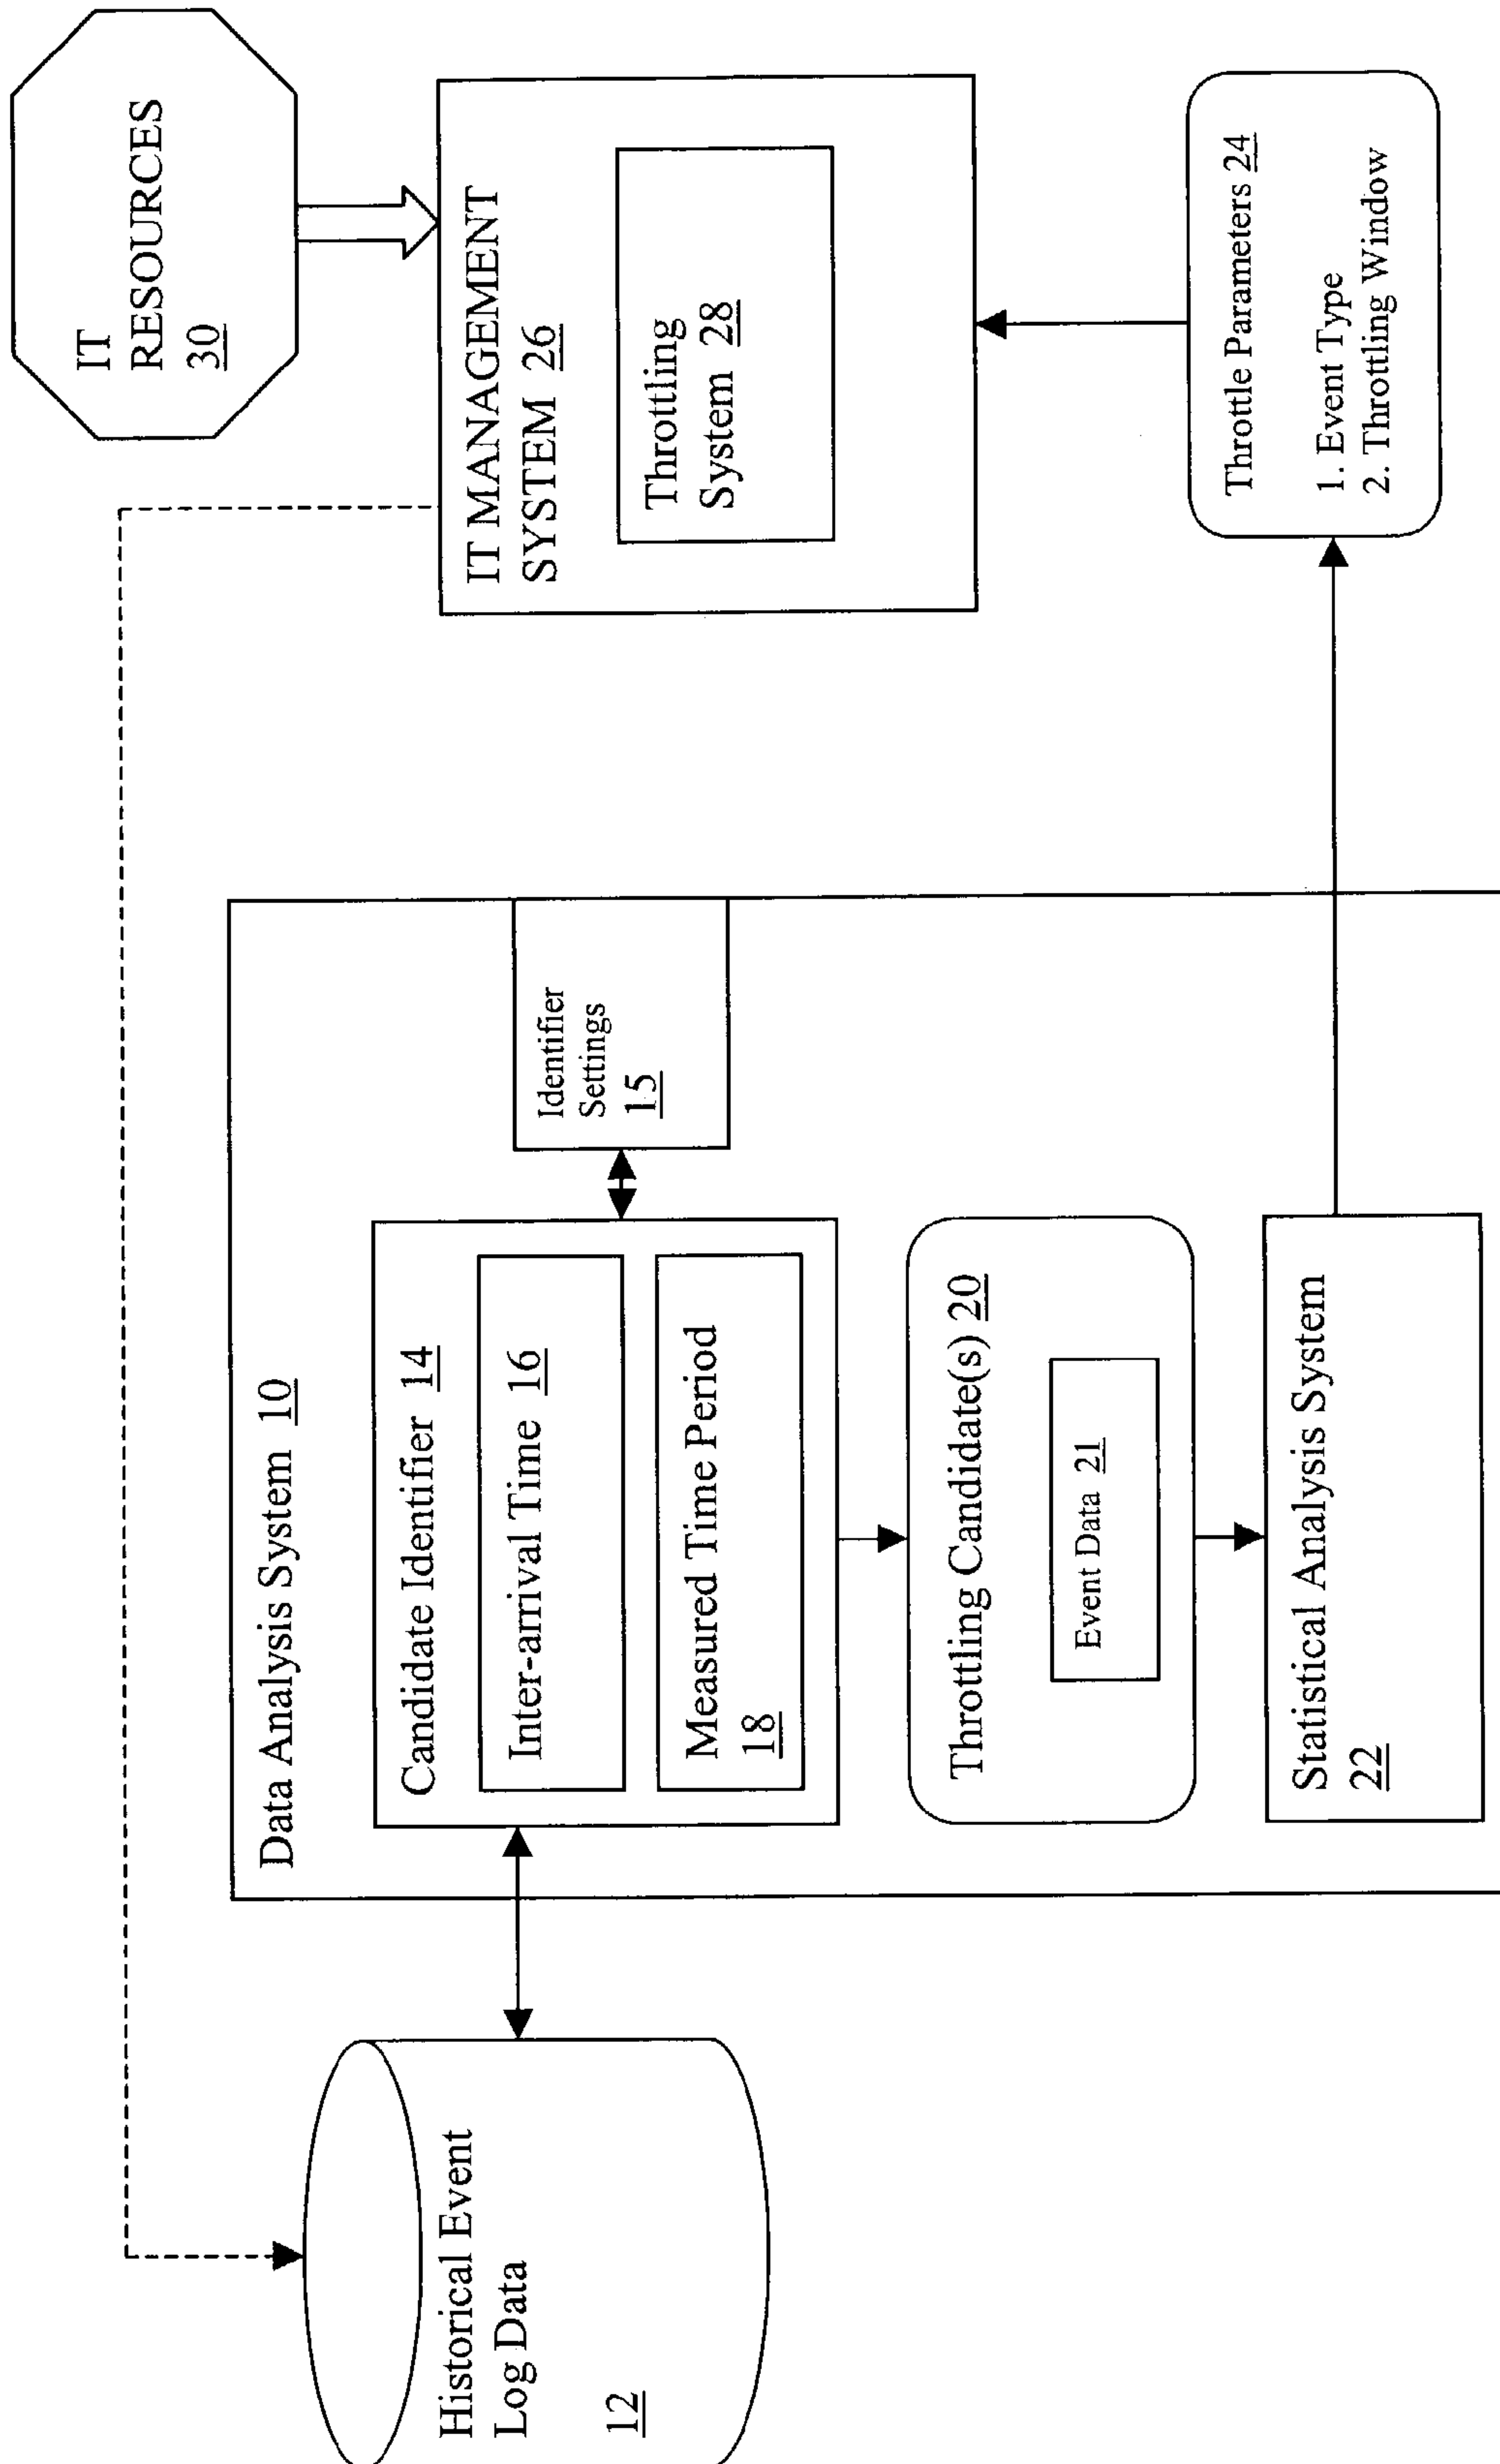 Historical Event
Log Data
12
Data Analysis System 10
Candidate Identifier 14
Inter-arrival Time 16
Measured Time Period
18
Identifier
Settings
15
Throttling Candidate(s) 20
Event Data 21
Statistical Analysis System
22
IT
RESOURCES
30
IT MANAGEMENT
SYSTEM 26
Throttling
System 28
Throttle Parameters 24
1. Event Type
2. Throttling Window